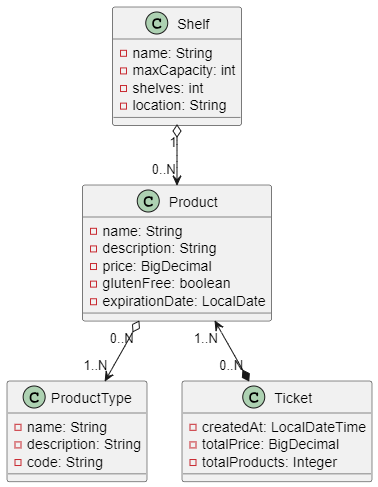 C Shelf
name: String
maxCapacity: int
shelves: int
location: String
1
0..N
C Product
name: String
description: String
price: BigDecimal
glutenFree: boolean
expirationDate: LocalDate
0..N
1..N
1..N
0..N
C ProductType
name: String
description: String
code: String
C Ticket
createdAt: LocalDateTime
totalPrice: BigDecimal
totalProducts: Integer